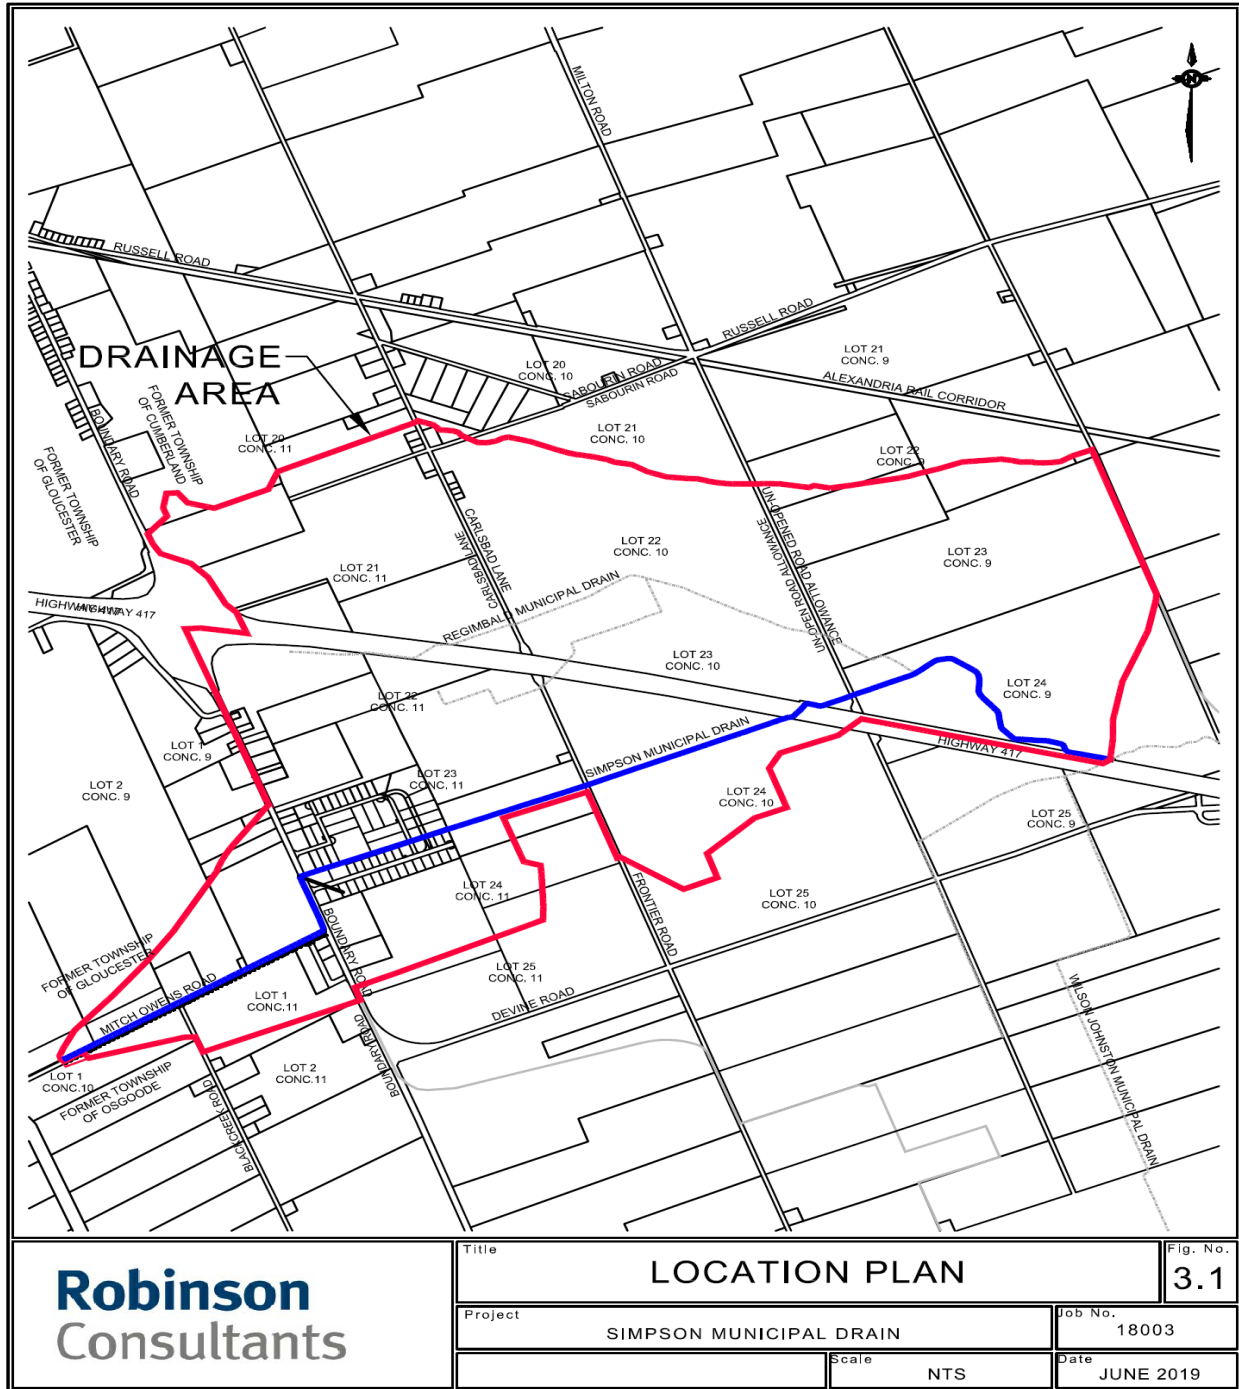 MILTON ROAD
N
RUSSELL ROAD
RUSSELL ROAD
DRAINAGE
AREA
LOT 20
CONC. 10
LOT 21
CONC. 9
SABOURIN ROAD
SABOURIN ROAD
ALEXANDRIA RAIL CORRIDOR
BOUNDARY ROAD
FORMER TOWNSHIP
OF CUMBERLAND
FORMER TOWNSHIP
OF GLOUCESTER
LOT 20
CONC. 11
LOT 21
CONC. 10
LOT 22
CONC. 9
CARLSBAD LANE
CARLSBAD LANE
LOT 22
CONC. 10
UN-OPENED ROAD ALLOWANCE
UN-OPEN ROAD ALLOWANCE
LOT 23
CONC. 9
LOT 21
CONC. 11
HIGHWAY 417
HIGHWAY 417
REGIMBALD MUNICIPAL DRAIN
LOT 23
CONC. 10
LOT 24
CONC. 9
LOT 22
CONC. 11
LOT 1
CONC. 9
SIMPSON MUNICIPAL DRAIN
HIGHWAY 417
LOT 2
CONC. 9
LOT 23
CONC. 11
LOT 24
CONC. 10
LOT 25
CONC. 9
LOT 24
CONC. 11
LOT 25
CONC. 10
FRONTIER ROAD
BOUNDARY ROAD
FORMER TOWNSHIP
OF GLOUCESTER
LOT 25
CONC. 11
DEVINE ROAD
MITCH OWENS ROAD
LOT 1
CONC.11
WILSON JOHNSTON MUNICIPAL DRAIN
BOUNDARY ROAD
LOT 1
CONC.10
LOT 2
CONC.11
FORMER TOWNSHIP
OF OSGOODE
BLACKCREEK ROAD
Robinson
Consultants
Title
LOCATION PLAN
Fig. No.
3.1
Project
SIMPSON MUNICIPAL DRAIN
Job No.
18003
Scale
NTS
Date
JUNE 2019